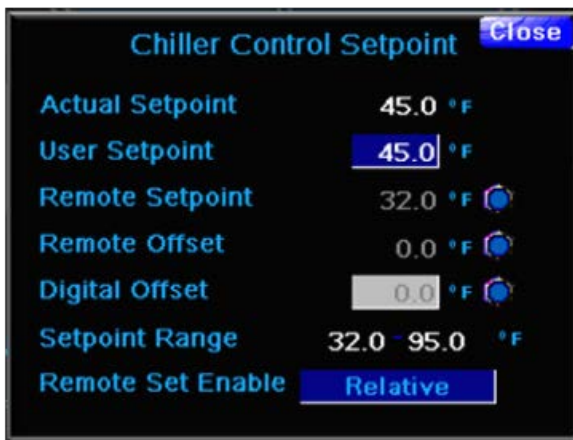 Chiller Control Setpoint Close
Actual Setpoint 45.0 °F
User Setpoint 45.0 °F
Remote Setpoint 32.0 °F
Remote Offset 0.0 °F
Digital Offset 0.0 °F
Setpoint Range 32.0 - 95.0 °F
Remote Set Enable Relative